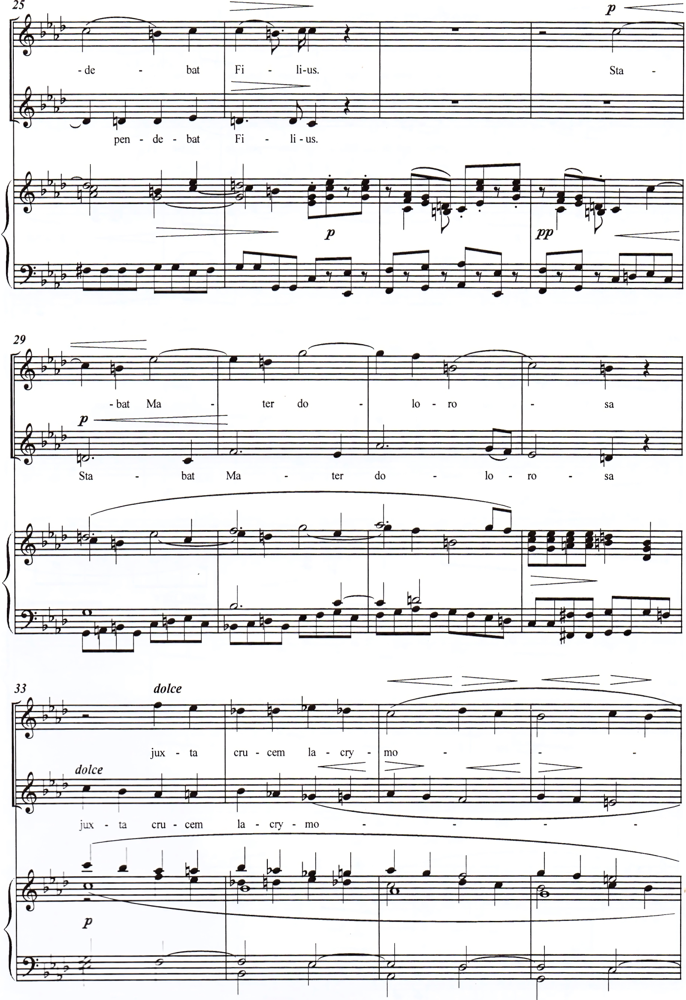 25
p
- de - bat Fi - li-us. Sta -
pen - de - bat Fi - li - us.
p pp
29
- bat Ma - ter do - lo - ro - sa
p
Sta - bat Ma - ter do - lo - ro - sa
33 dolce
jux - ta cru - cem la - cry - mo - - -
dolce
jux - ta cru - cem la - cry - mo - - - -
p